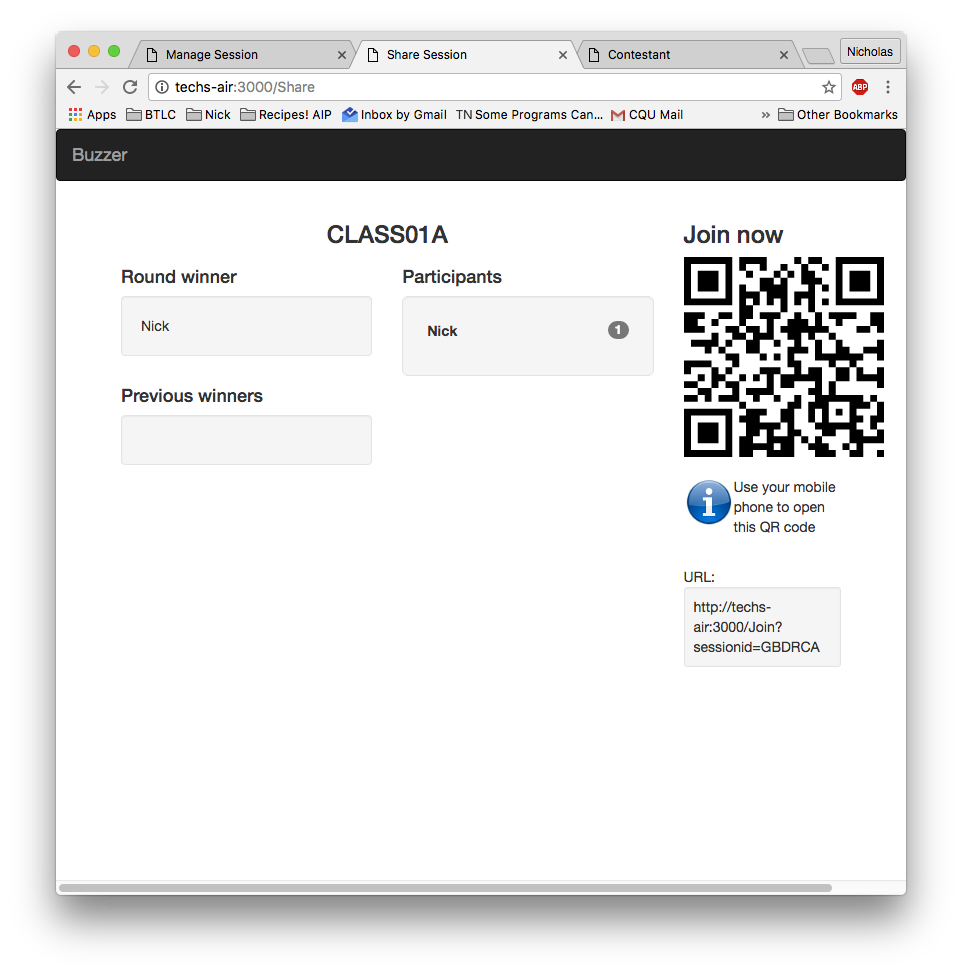 Manage Session
Share Session
Contestant
Nicholas
techs-air:3000/Share
ABP
Apps
BTLC
Nick
Recipes! AIP
Inbox by Gmail
TN Some Programs Can...
CQU Mail
»
Other Bookmarks
Buzzer
CLASS01A
Round winner
Nick
Previous winners
Participants
Nick 1
Join now
Use your mobile
phone to open
this QR code
URL:
http://techs-
air:3000/Join?
sessionid=GBDRCA